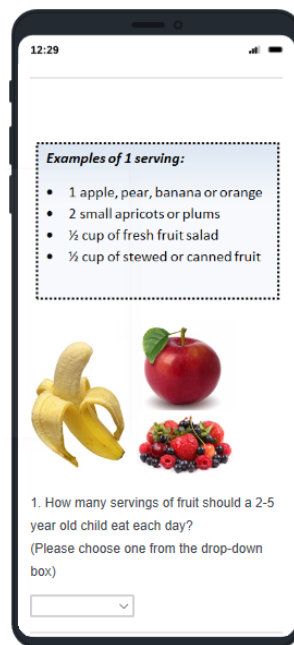 12:29
Examples of 1 serving:
• 1 apple, pear, banana or orange
• 2 small apricots or plums
• ½ cup of fresh fruit salad
• ½ cup of stewed or canned fruit
1. How many servings of fruit should a 2-5
year old child eat each day?
(Please choose one from the drop-down
box)